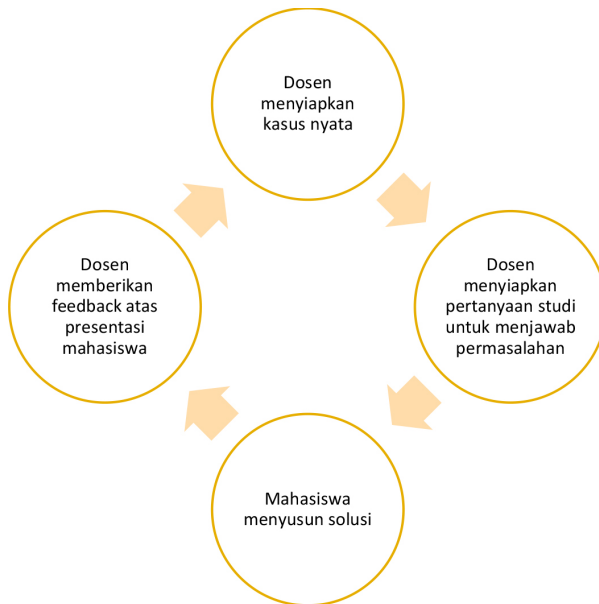 Dosen
menyiapkan
kasus nyata
Dosen
menyiapkan
pertanyaan studi
untuk menjawab
permasalahan
Mahasiswa
menyusun solusi
Dosen
memberikan
feedback atas
presentasi
mahasiswa